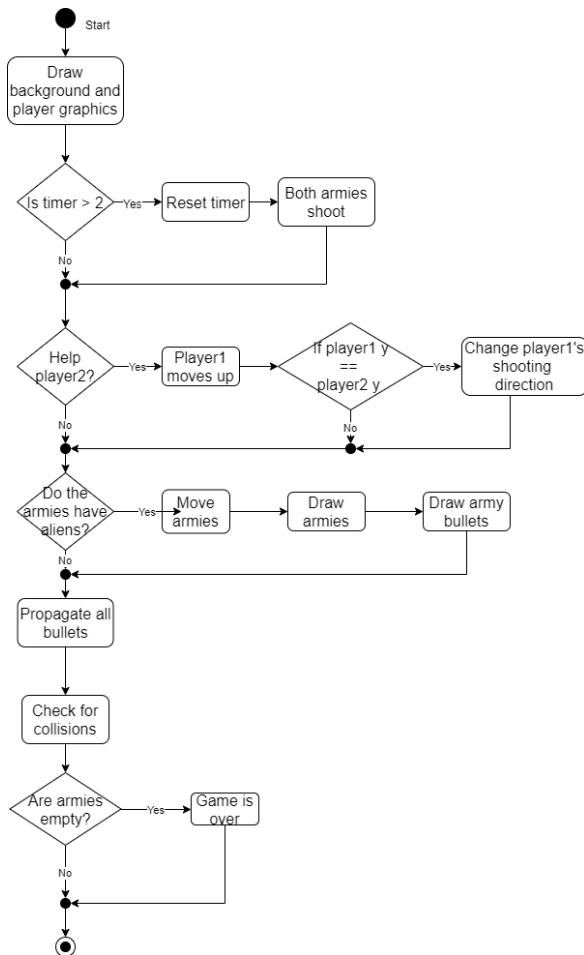 Start
Draw
background and
player graphics
Is timer > 2
Yes
Reset timer
Both armies
shoot
No
Help
player2?
Yes
Player1
moves up
If player1 y
==
player2 y
Yes
Change player1's
shooting
direction
No
No
Do the
armies have
aliens?
Yes
Move
armies
Draw
armies
Draw army
bullets
No
Propagate all
bullets
Check for
collisions
Are armies
empty?
Yes
Game is
over
No